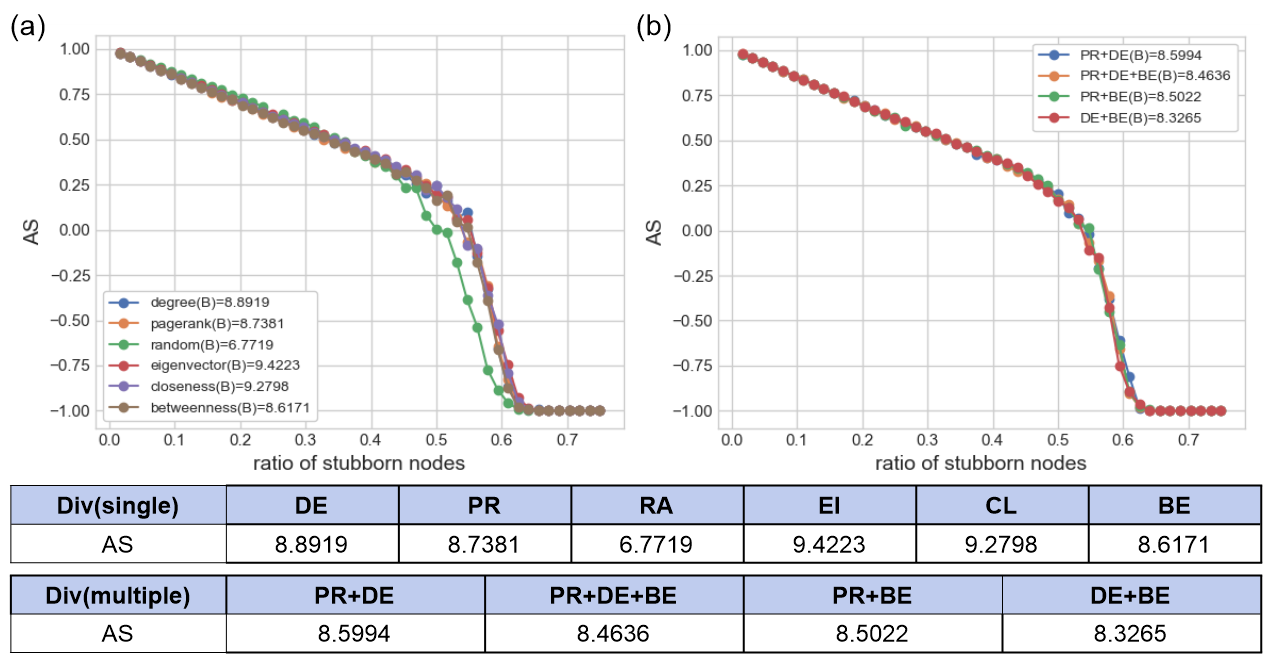 (a)
1.00
0.75
0.50
0.25
0.00
−0.25
−0.50
−0.75
−1.00
AS
degree(B)=8.8919
pagerank(B)=8.7381
random(B)=6.7719
eigenvector(B)=9.4223
closeness(B)=9.2798
betweenness(B)=8.6171
0.0 0.1 0.2 0.3 0.4 0.5 0.6 0.7
ratio of stubborn nodes
(b)
1.00
0.75
0.50
0.25
0.00
−0.25
−0.50
−0.75
−1.00
AS
PR+DE(B)=8.5994
PR+DE+BE(B)=8.4636
PR+BE(B)=8.5022
DE+BE(B)=8.3265
0.0 0.1 0.2 0.3 0.4 0.5 0.6 0.7
ratio of stubborn nodes
Div(single) DE PR RA EI CL BE
AS 8.8919 8.7381 6.7719 9.4223 9.2798 8.6171
Div(multiple) PR+DE PR+DE+BE PR+BE DE+BE
AS 8.5994 8.4636 8.5022 8.3265